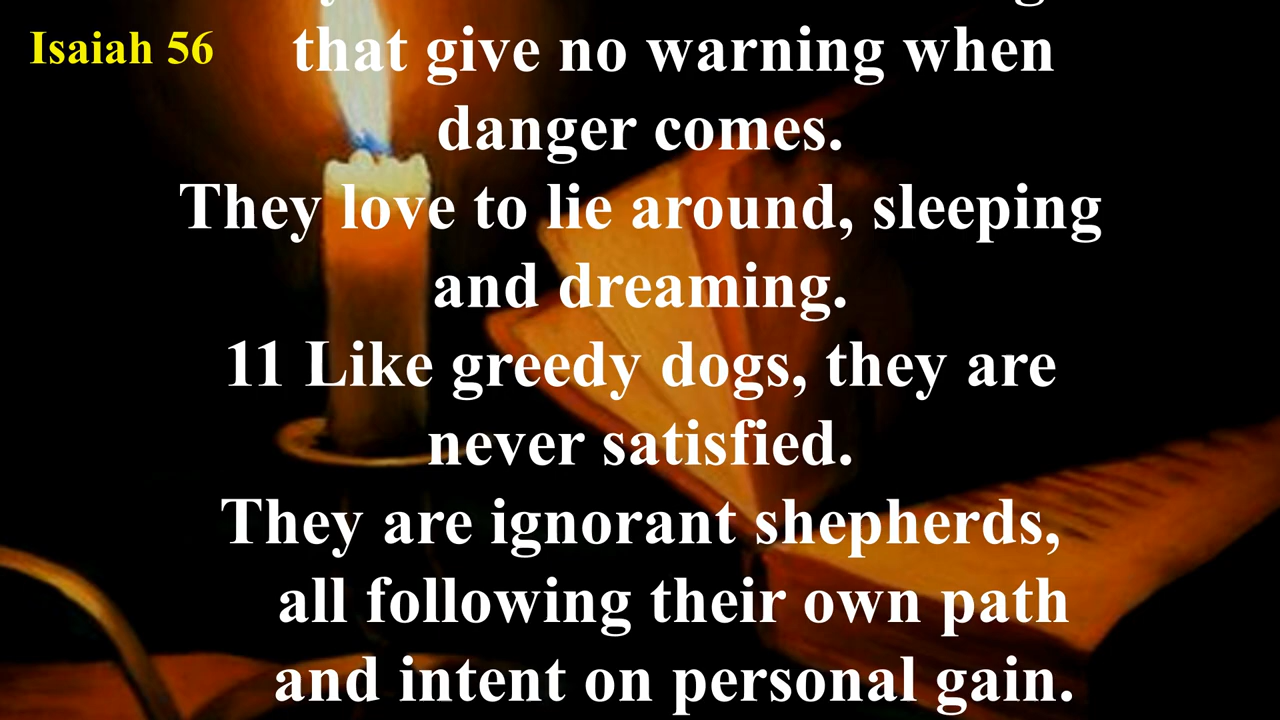 Isaiah 56
that give no warning when
danger comes.
They love to lie around, sleeping
and dreaming.
11 Like greedy dogs, they are
never satisfied.
They are ignorant shepherds,
all following their own path
and intent on personal gain.